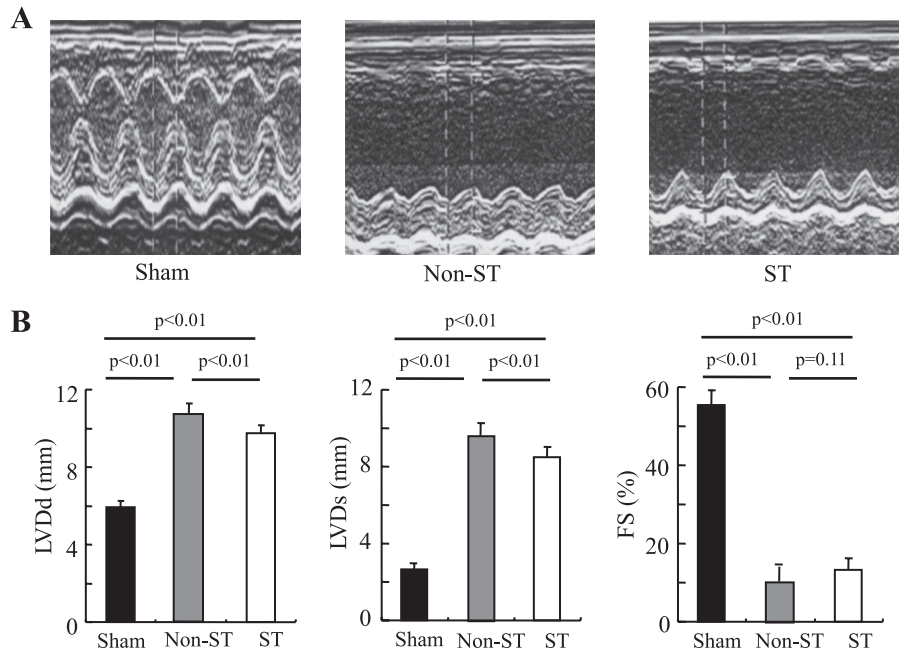 A
Sham
Non-ST
ST
B
p<0.01
p<0.01 p<0.01
12
8
4
0
LVDd (mm)
Sham Non-ST ST
p<0.01
p<0.01 p<0.01
12
8
4
0
LVDs (mm)
Sham Non-ST ST
p<0.01
p<0.01 p=0.11
60
40
20
0
FS (%)
Sham Non-ST ST